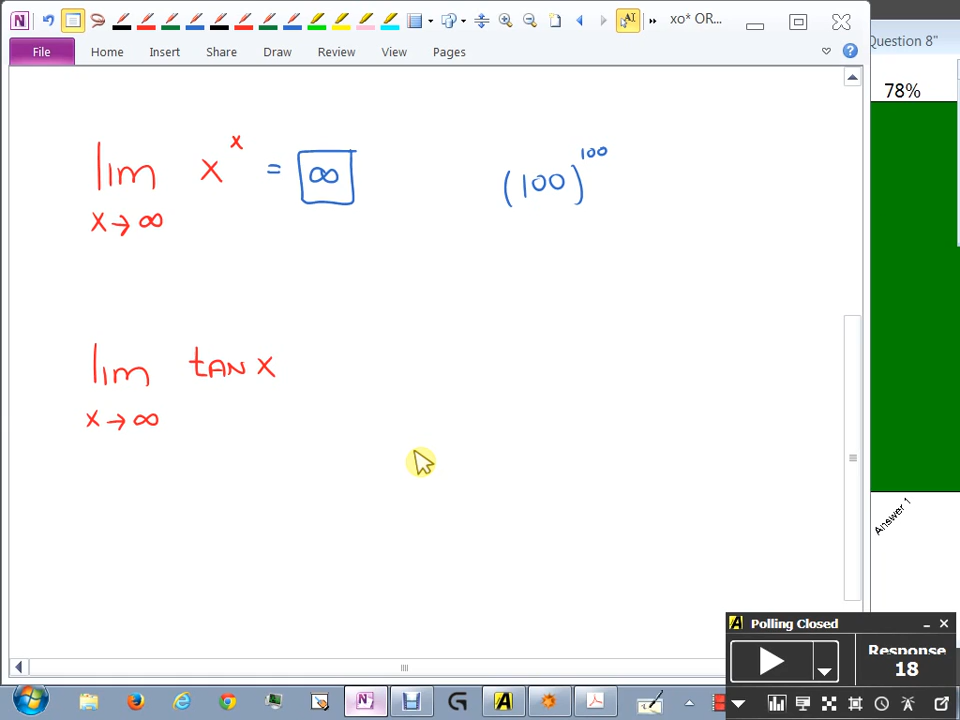 xo* OR...
Question 8"
File Home Insert Share Draw Review View Pages
78%
lim x^x = ∞
x→∞
(100)^100
lim tan x
x→∞
Answer 1
Polling Closed
Response
18